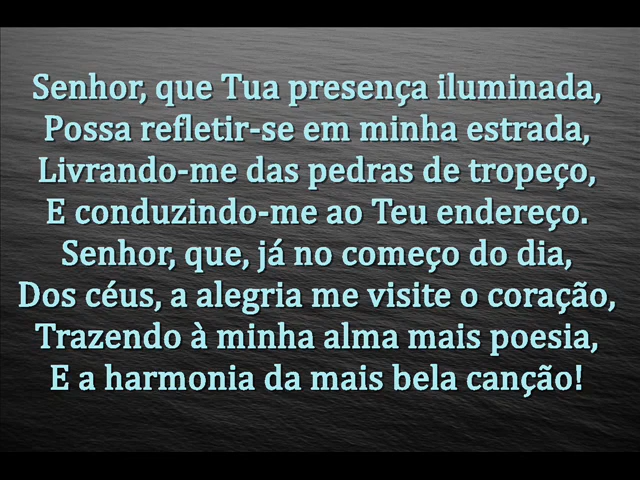 Senhor, que Tua presença iluminada,
Possa refletir-se em minha estrada,
Livrando-me das pedras de tropeço,
E conduzindo-me ao Teu endereço.
Senhor, que, já no começo do dia,
Dos céus, a alegria me visite o coração,
Trazendo à minha alma mais poesia,
E a harmonia da mais bela canção!